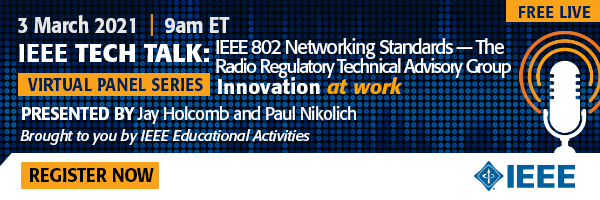 FREE LIVE
3 March 2021 | 9am ET
IEEE TECH TALK: IEEE 802 Networking Standards — The
Radio Regulatory Technical Advisory Group
VIRTUAL PANEL SERIES Innovation at work
PRESENTED BY Jay Holcomb and Paul Nikolich
Brought to you by IEEE Educational Activities
REGISTER NOW
IEEE